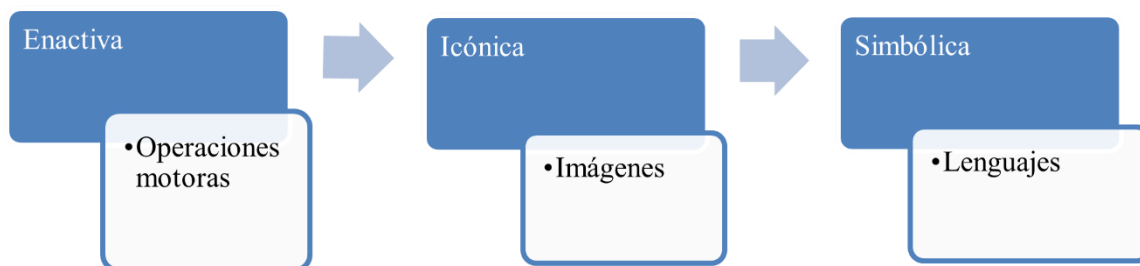 Enactiva
•Operaciones
motoras
Icónica
•Imágenes
Simbólica
•Lenguajes